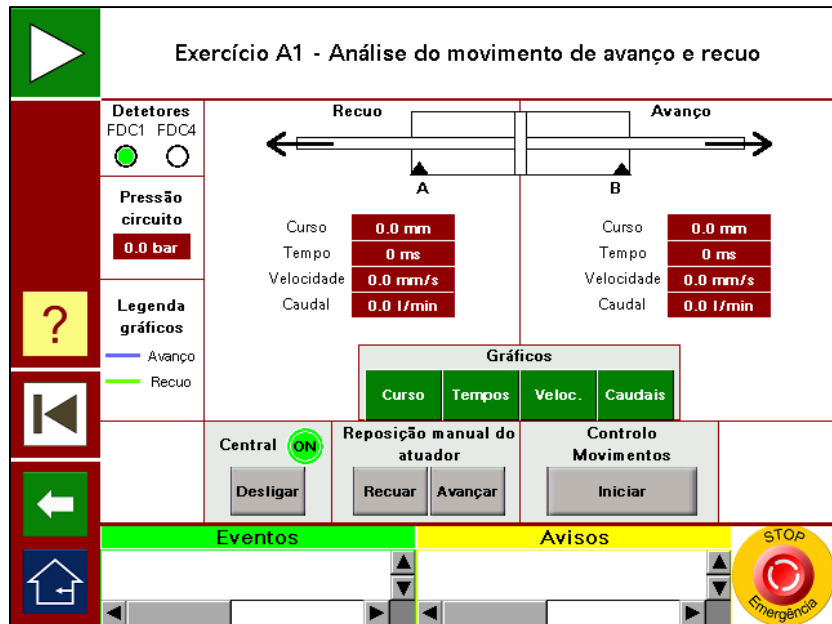 Exercício A1 - Análise do movimento de avanço e recuo
Detetores
FDC1 FDC4
Recuo
Avanço
A
B
Pressão
circuito
0.0 bar
Curso 0.0 mm
Tempo 0 ms
Velocidade 0.0 mm/s
Caudal 0.0 l/min
Curso 0.0 mm
Tempo 0 ms
Velocidade 0.0 mm/s
Caudal 0.0 l/min
?
Legenda
gráficos
Avanço
Recuo
Gráficos
Curso Tempos Veloc. Caudais
Central ON
Desligar
Reposição manual do
atuador
Recuar Avançar
Controlo
Movimentos
Iniciar
Eventos
Avisos
STOP
Emergência